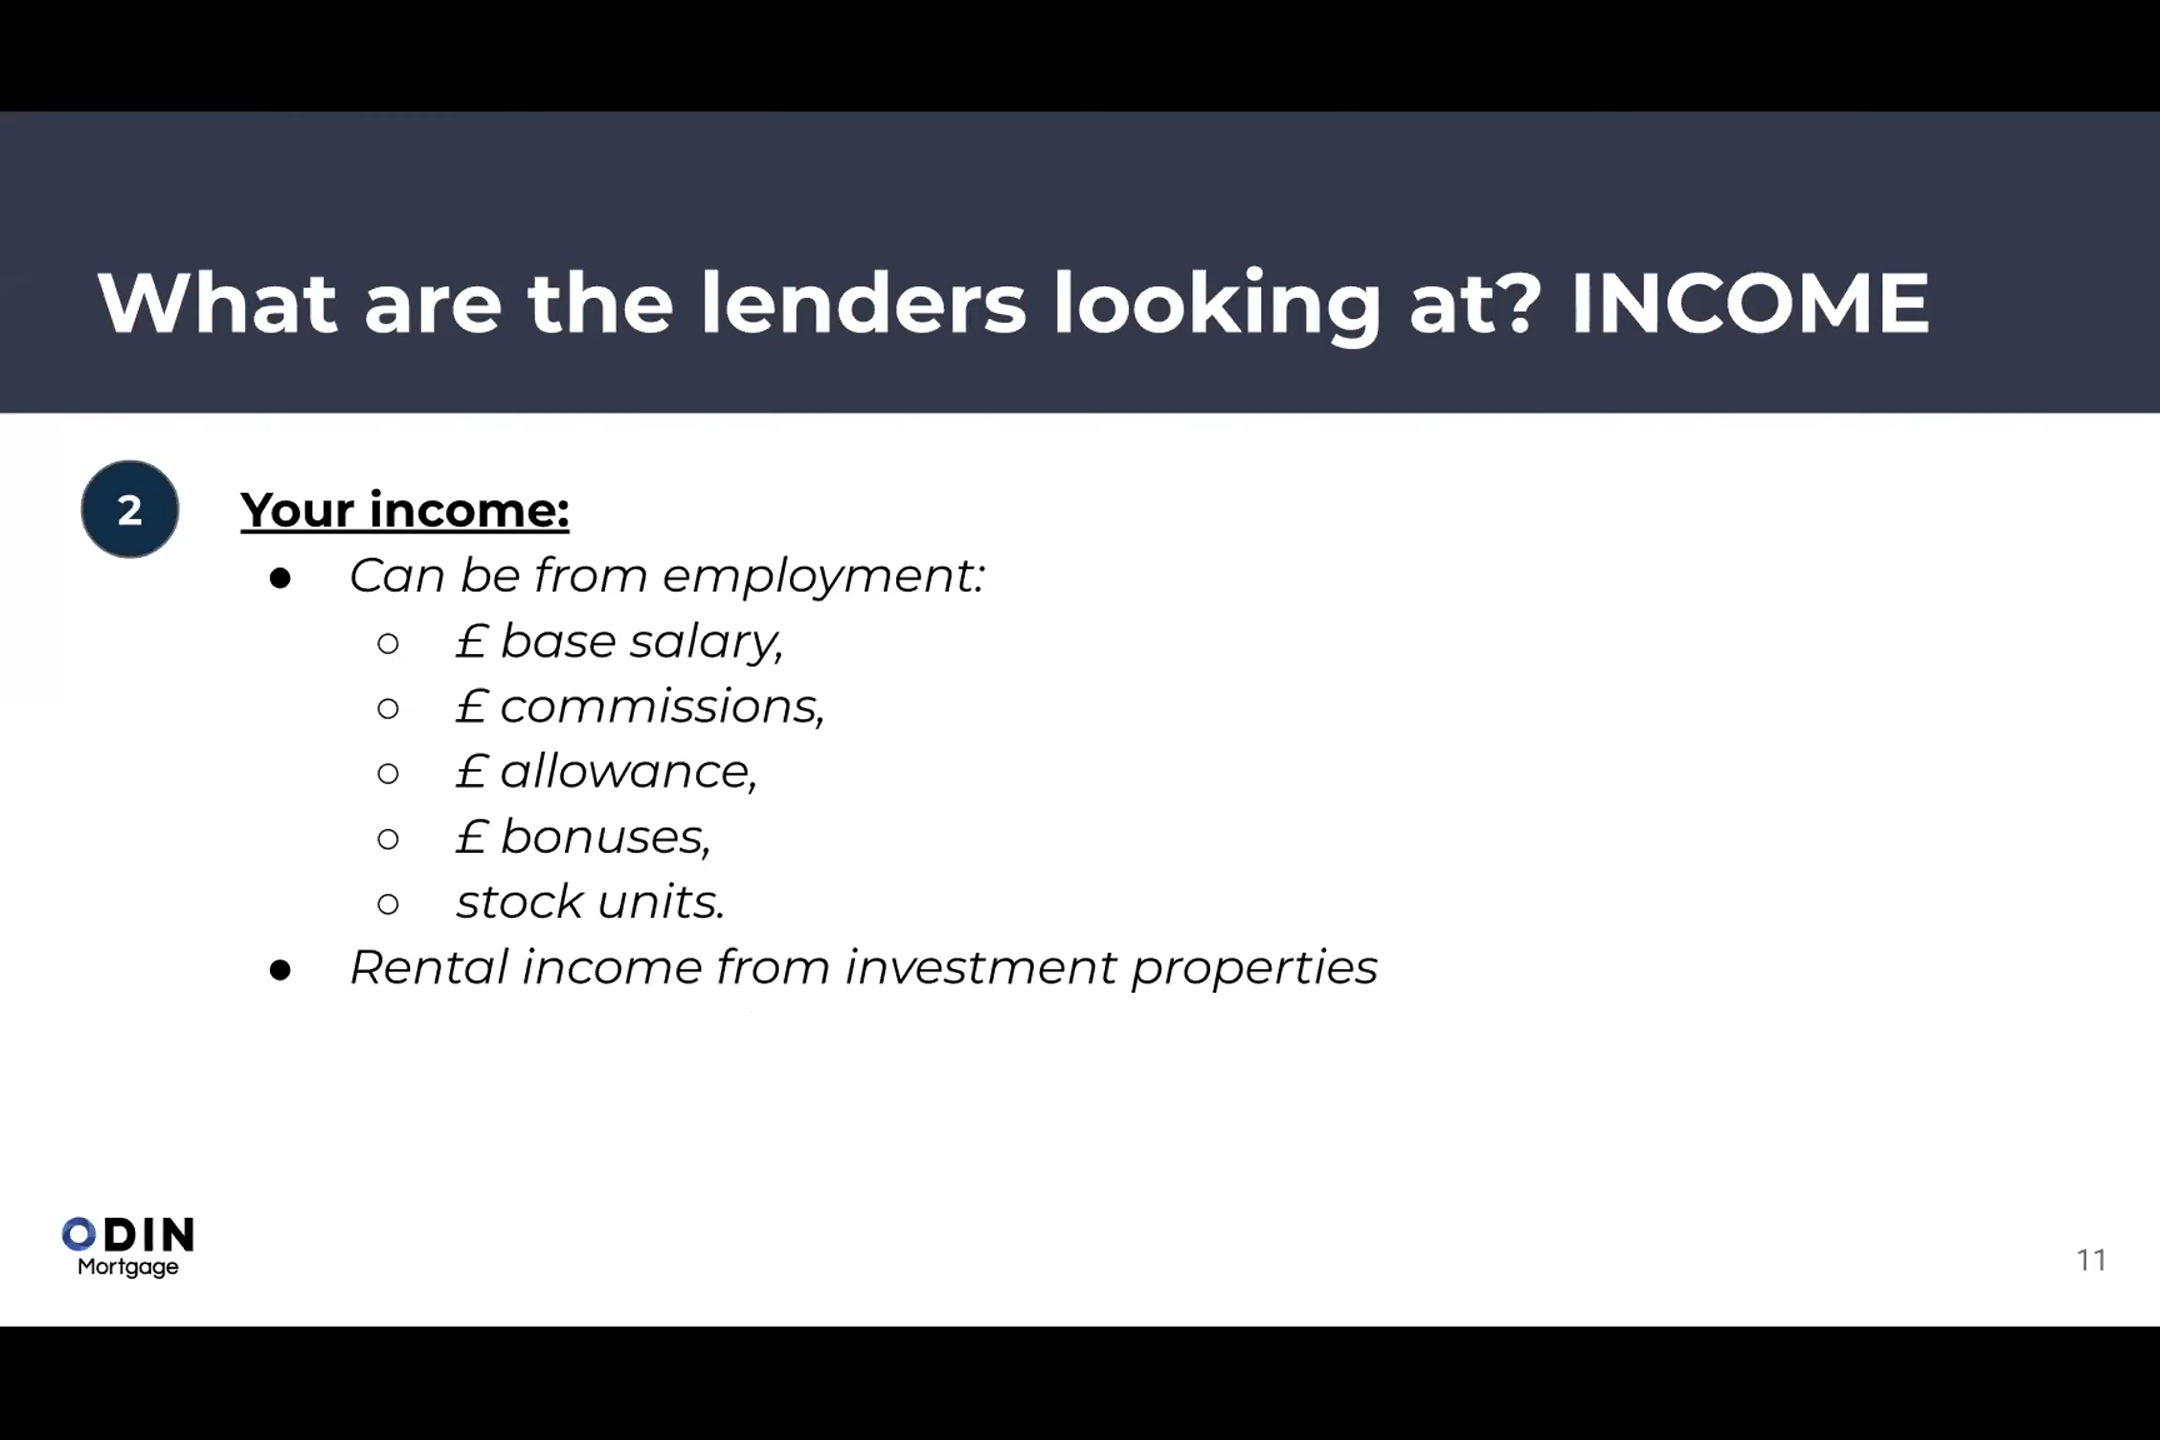 What are the lenders looking at? INCOME
2
Your income:
● Can be from employment:
○ £ base salary,
○ £ commissions,
○ £ allowance,
○ £ bonuses,
○ stock units.
● Rental income from investment properties
ODIN
Mortgage
11